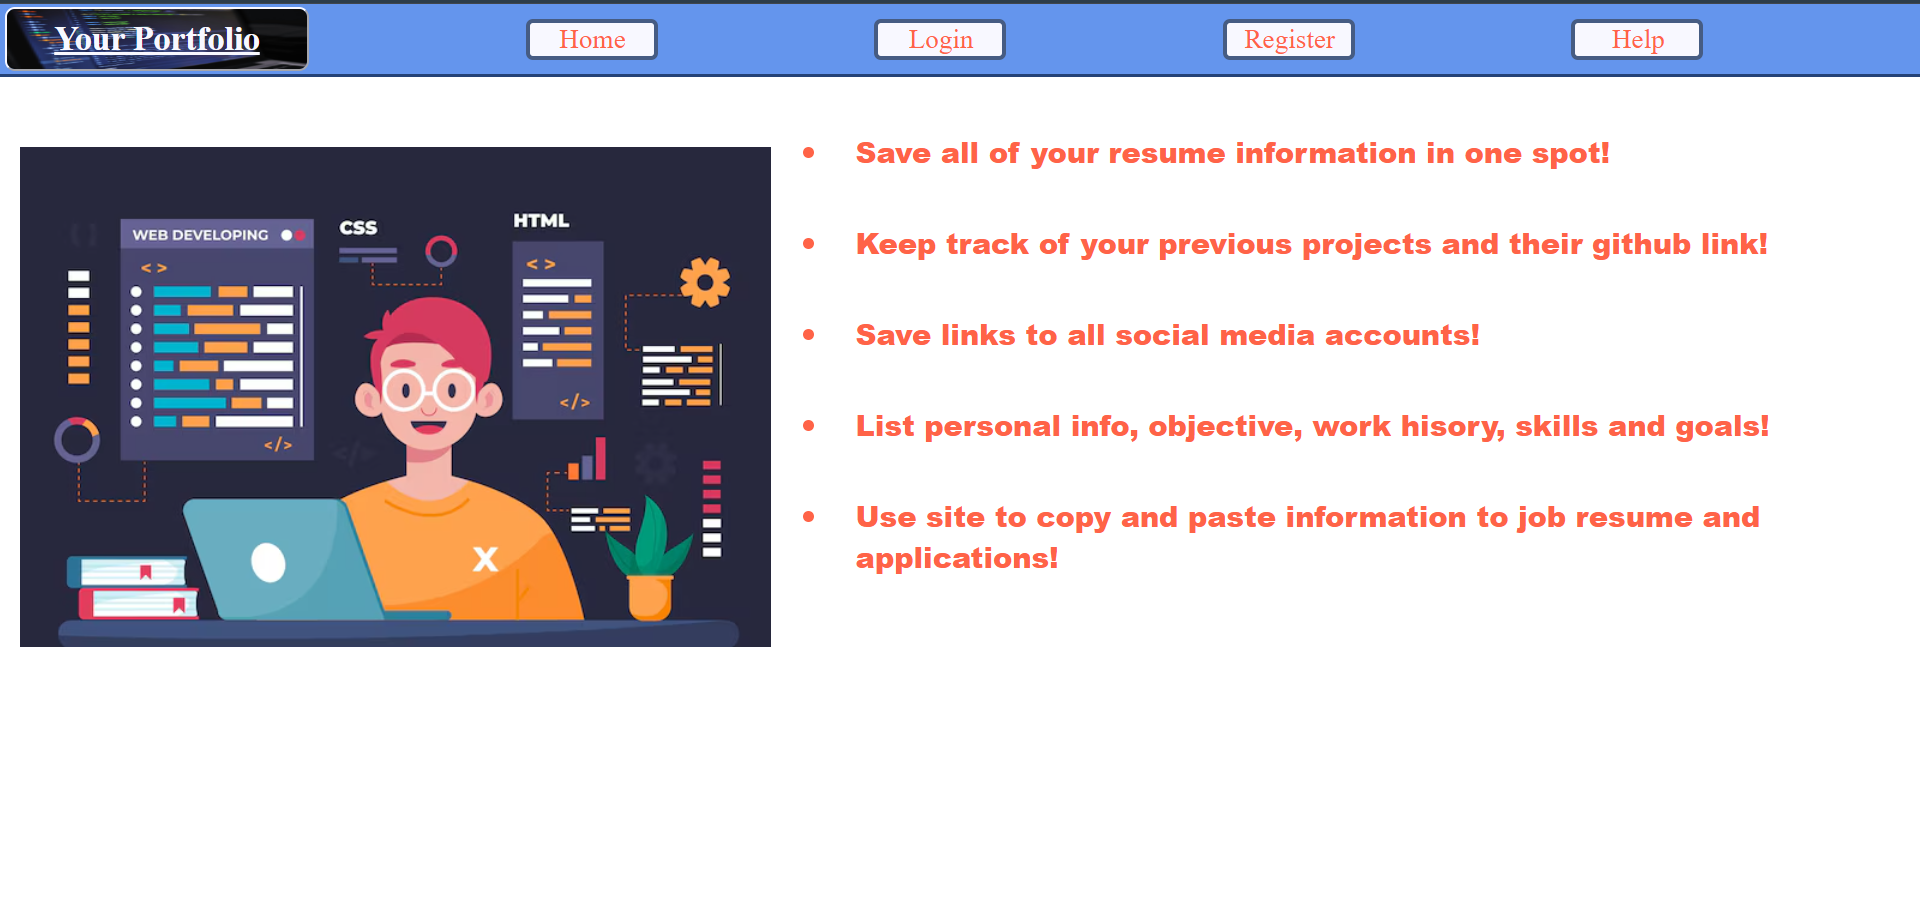 Your Portfolio
Home
Login
Register
Help
WEB DEVELOPING
CSS
HTML
< >
< >
</>
</>
</>
X
• Save all of your resume information in one spot!
• Keep track of your previous projects and their github link!
• Save links to all social media accounts!
• List personal info, objective, work hisory, skills and goals!
• Use site to copy and paste information to job resume and
applications!